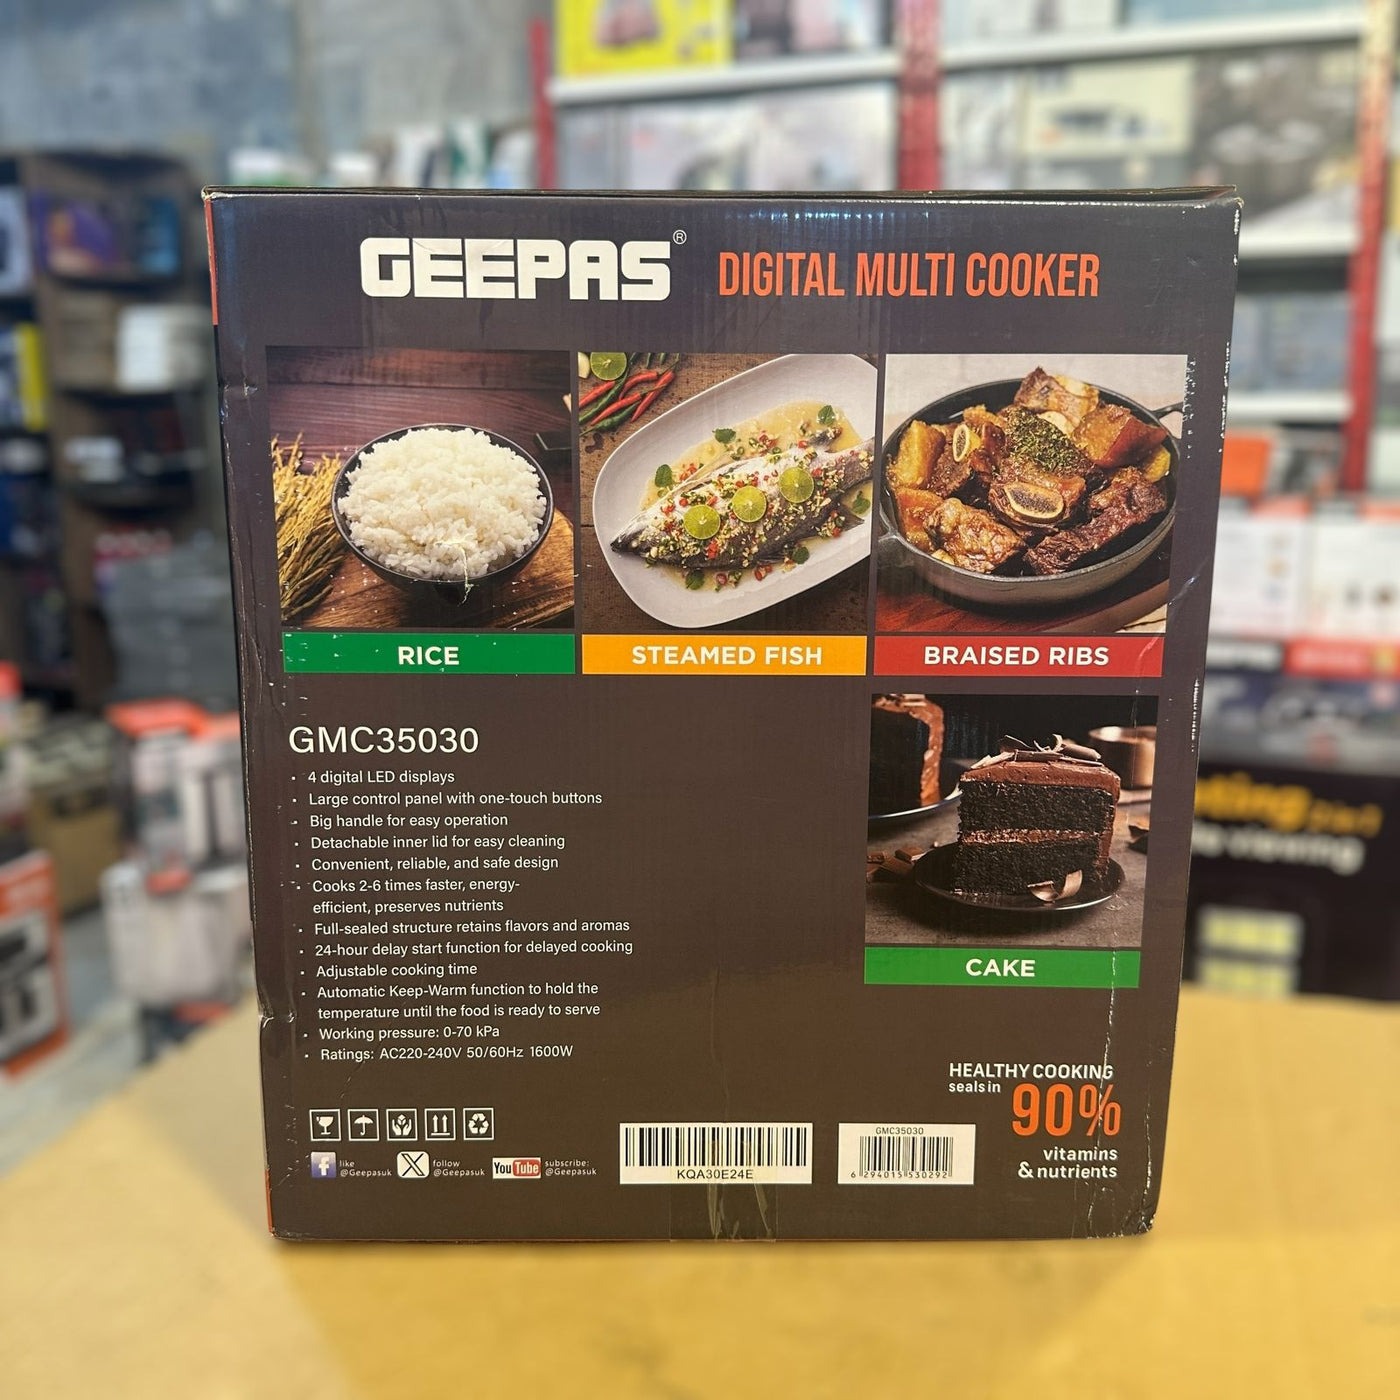 GEEPAS® DIGITAL MULTI COOKER
RICE
STEAMED FISH
BRAISED RIBS
GMC35030
• 4 digital LED displays
• Large control panel with one-touch buttons
• Big handle for easy operation
• Detachable inner lid for easy cleaning
• Convenient, reliable, and safe design
• Cooks 2-6 times faster, energy-
efficient, preserves nutrients
• Full-sealed structure retains flavors and aromas
• 24-hour delay start function for delayed cooking
• Adjustable cooking time
• Automatic Keep-Warm function to hold the
temperature until the food is ready to serve
• Working pressure: 0-70 kPa
• Ratings: AC220-240V 50/60Hz 1600W
CAKE
HEALTHY COOKING
seals in
90%
vitamins
& nutrients
like
@Geepasuk
follow
@Geepasuk
You Tube
subscribe:
@Geepasuk
KQA30E24E
GMC35030
6 294015 530292
viewing